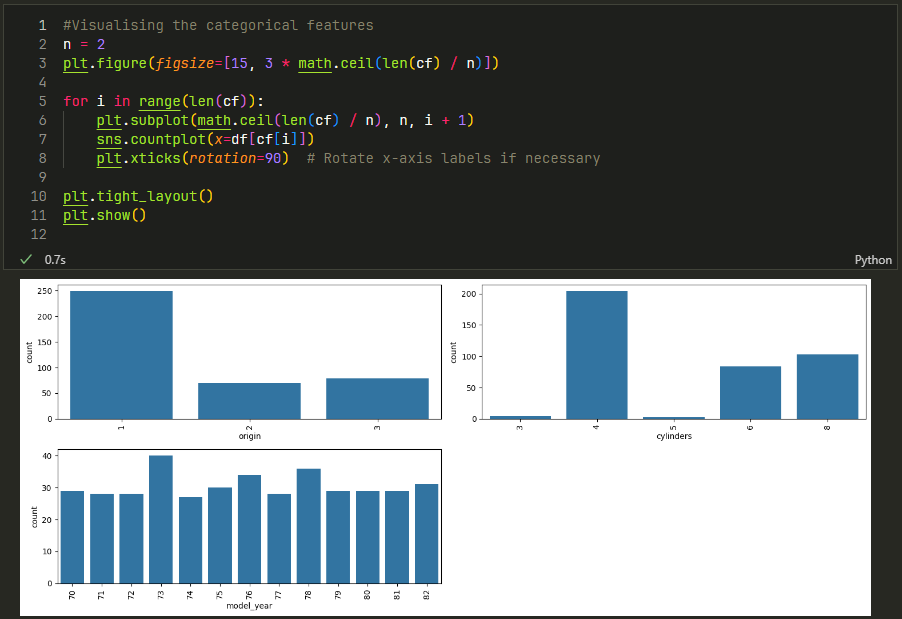 1 #Visualising the categorical features
2 n = 2
3 plt.figure(figsize=[15, 3 * math.ceil(len(cf) / n)])
4
5 for i in range(len(cf)):
6 plt.subplot(math.ceil(len(cf) / n), n, i + 1)
7 sns.countplot(x=df[cf[i]])
8 plt.xticks(rotation=90)  # Rotate x-axis labels if necessary
9
10 plt.tight_layout()
11 plt.show()
12
0.7s
Python
250
200
150
100
50
0
count
1 2 3
origin
200
150
100
50
0
count
3 4 5 6 8
cylinders
40
30
20
10
0
count
70 71 72 73 74 75 76 77 78 79 80 81 82
model_year